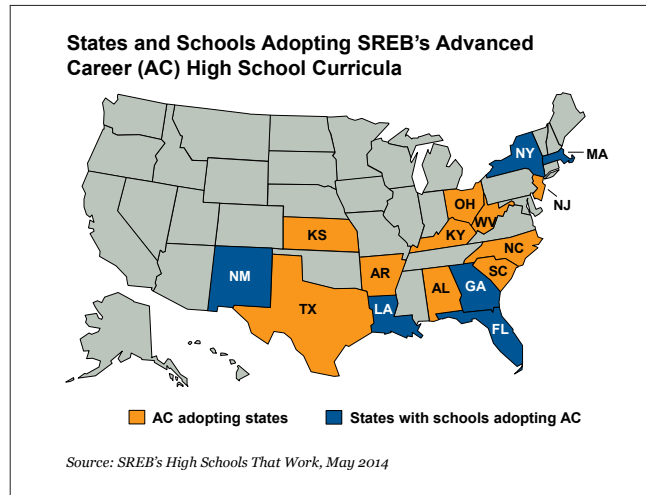 States and Schools Adopting SREB's Advanced
Career (AC) High School Curricula
NY
MA
OH
NJ
WV
KS
KY
NC
AR
SC
NM
AL
GA
TX
LA
FL
AC adopting states
States with schools adopting AC
Source: SREB's High Schools That Work, May 2014